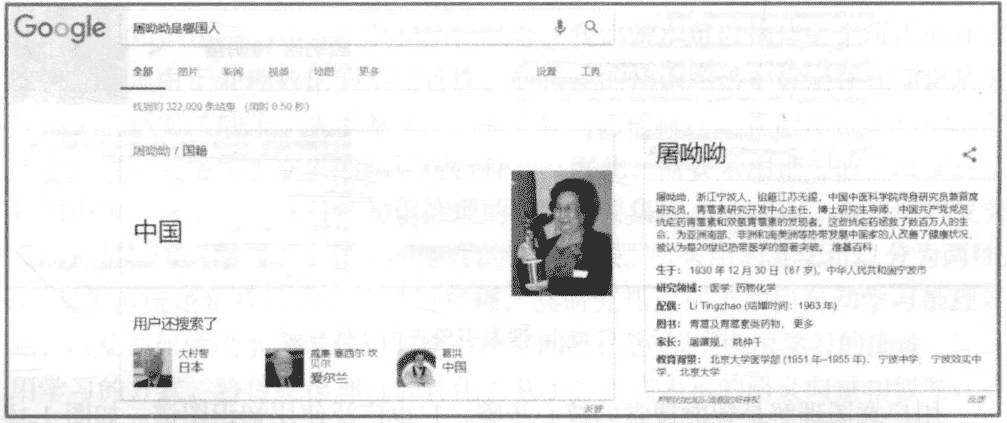 Google
屠呦呦是哪国人
全部 图片 新闻 视频 地图 更多 设置 工具
找到约 322,000 条结果 （用时 0.50 秒）
屠呦呦 / 国籍
中国
用户还搜索了
大村智
日本
威廉·塞西尔·坎
贝尔
爱尔兰
葛洪
中国
反馈
屠呦呦
屠呦呦，浙江宁波人，祖籍江苏无锡，中国中医科学院终身研究员兼首席
研究员，青蒿素研究开发中心主任，博士研究生导师，中国共产党党员，
抗疟药青蒿素和双氢青蒿素的发现者。这些抗疟药拯救了数百万人的生
命，为亚洲南部、非洲和南美洲等热带发展中国家的人改善了健康状况，
被认为是20世纪热带医学的显著突破。 维基百科
生于： 1930 年 12 月 30 日 (87 岁)，中华人民共和国宁波市
研究领域： 医学 药物化学
配偶： Li Tingzhao (结婚时间：1963 年)
图书： 青蒿及青蒿素类药物， 更多
家长： 屠濂规，姚仲千
教育背景： 北京大学医学部 (1951 年–1955 年)， 宁波中学， 宁波效实中
学， 北京大学
反馈